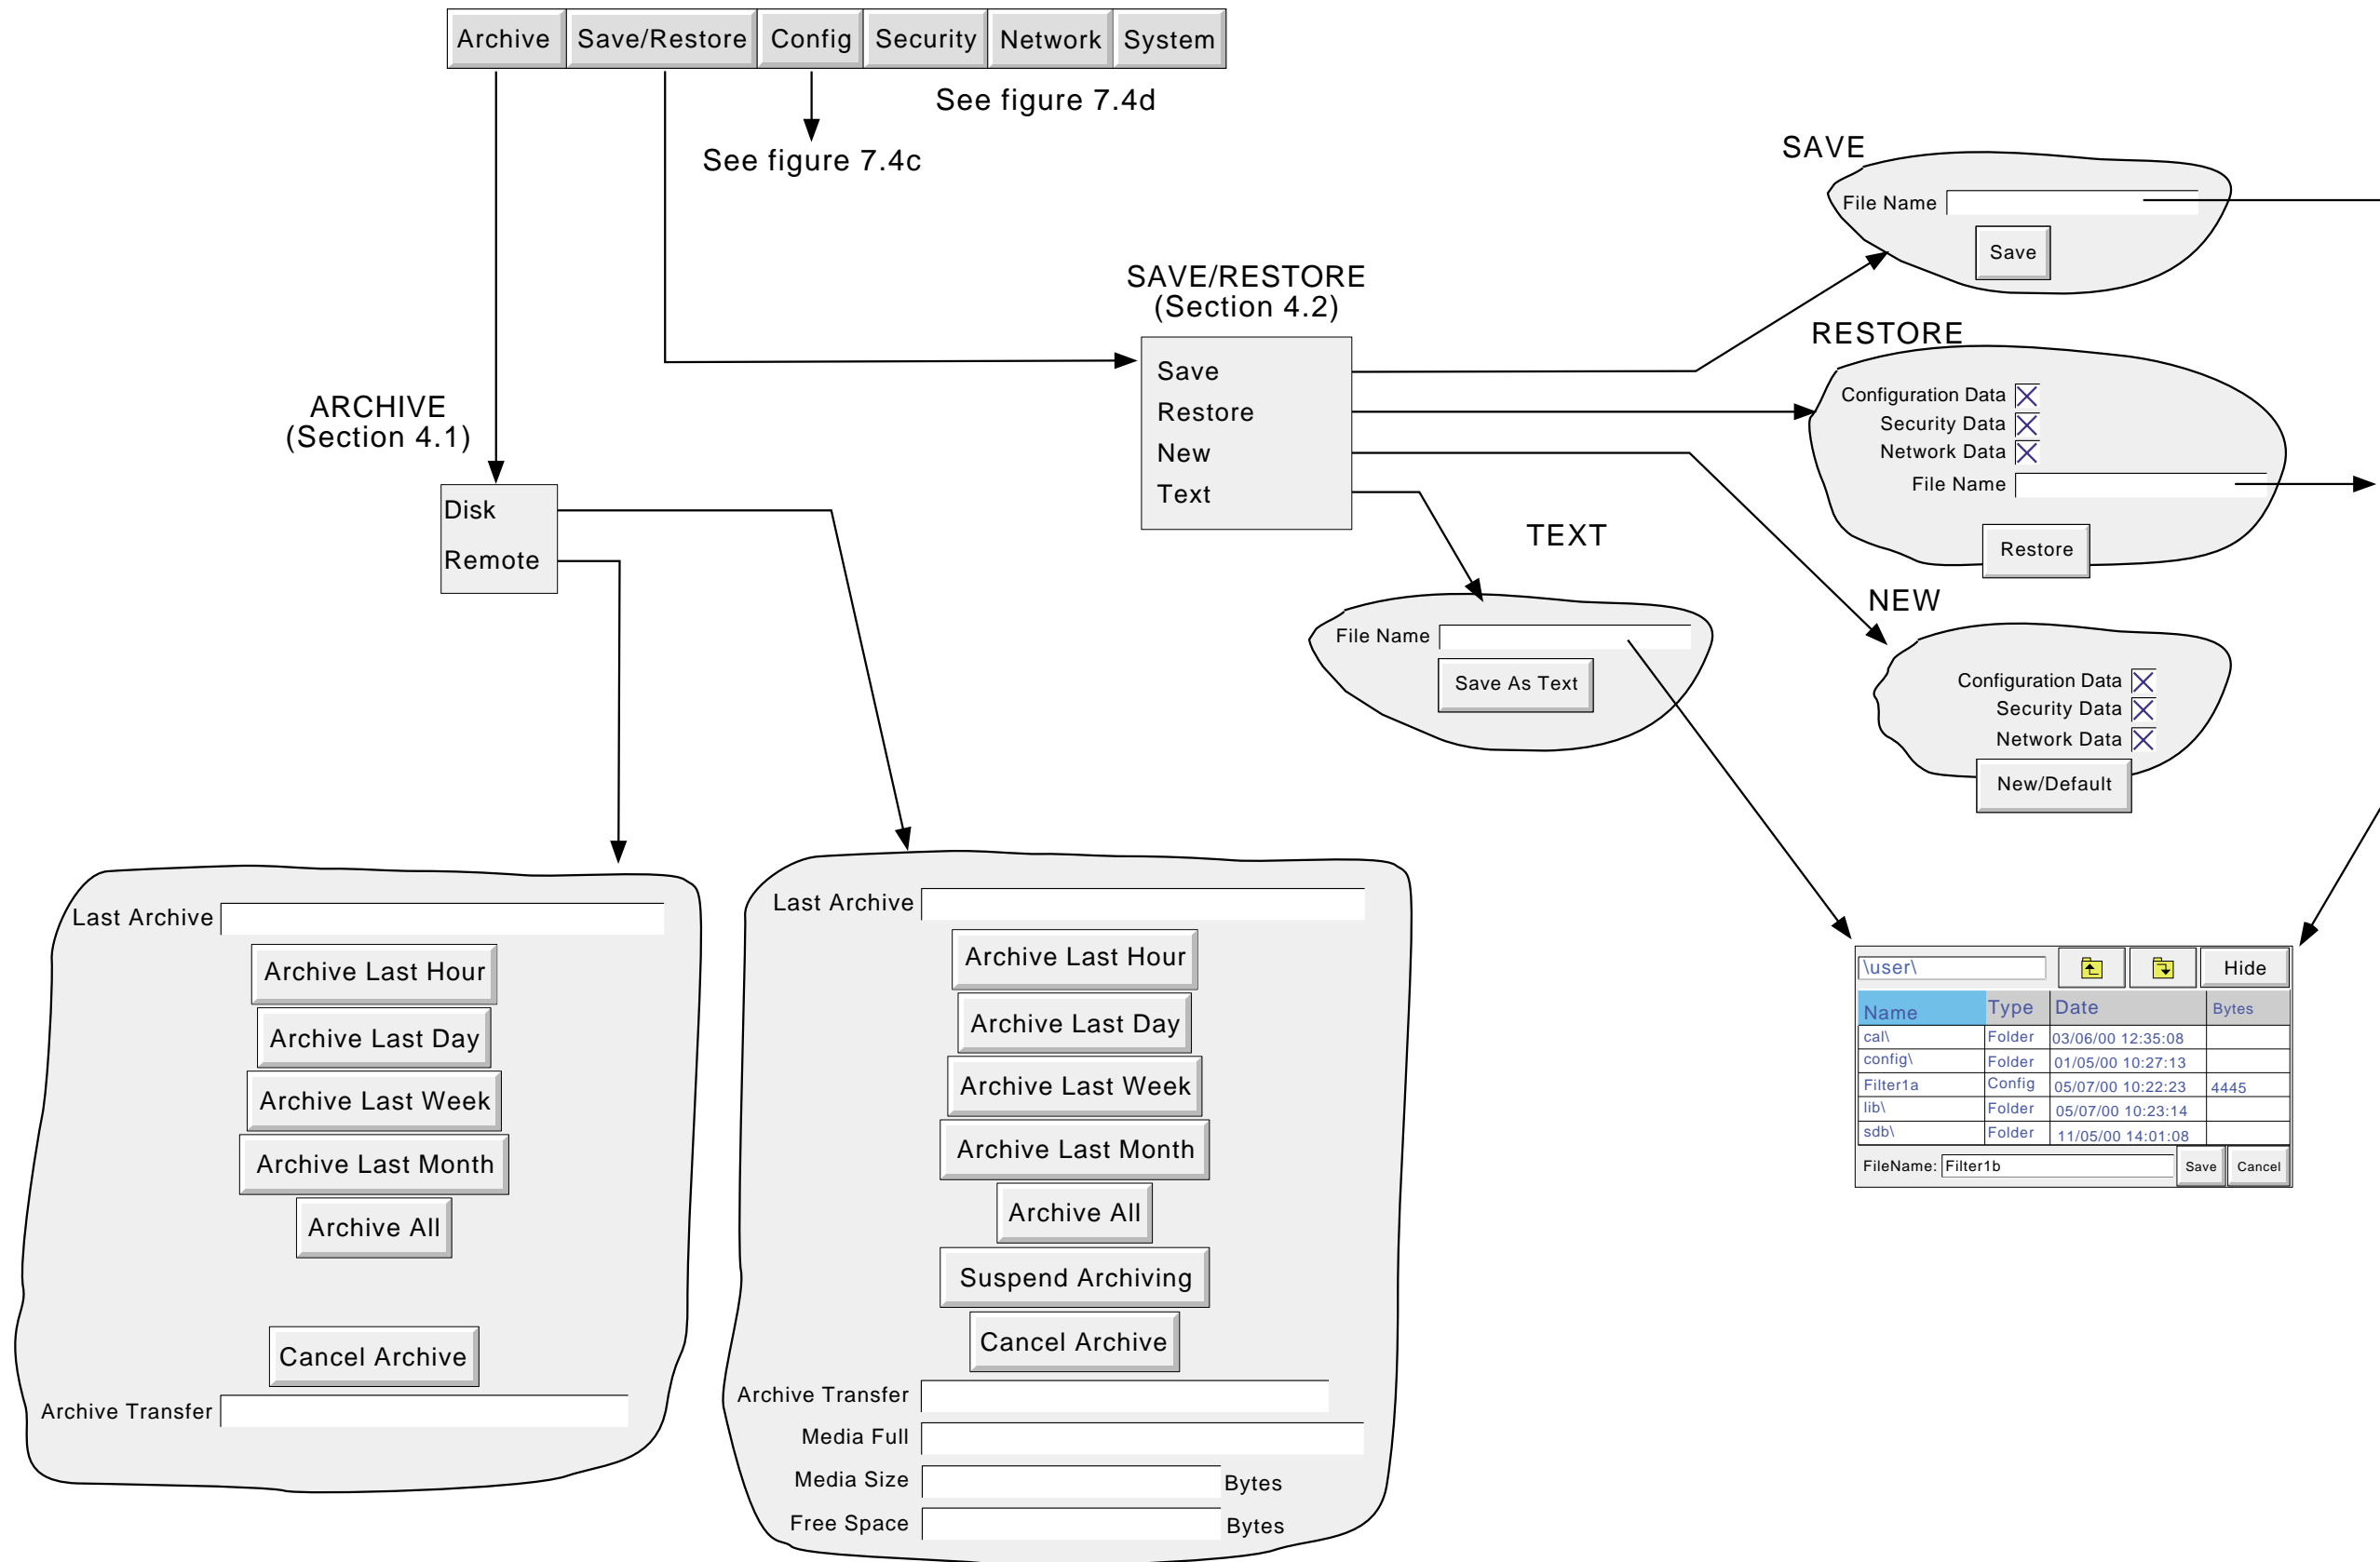 Archive Save/Restore Config Security Network System
See figure 7.4d
See figure 7.4c
SAVE
File Name
Save
SAVE/RESTORE
(Section 4.2)
Save
Restore
New
Text
RESTORE
Configuration Data
Security Data
Network Data
File Name
Restore
ARCHIVE
(Section 4.1)
Disk
Remote
TEXT
File Name
Save As Text
NEW
Configuration Data
Security Data
Network Data
New/Default
Last Archive
Archive Last Hour
Archive Last Day
Archive Last Week
Archive Last Month
Archive All
Cancel Archive
Archive Transfer
Last Archive
Archive Last Hour
Archive Last Day
Archive Last Week
Archive Last Month
Archive All
Suspend Archiving
Cancel Archive
Archive Transfer
Media Full
Media Size Bytes
Free Space Bytes
\user\ Hide
Name Type Date Bytes
cal\ Folder 03/06/00 12:35:08
config\ Folder 01/05/00 10:27:13
Filter1a Config 05/07/00 10:22:23 4445
lib\ Folder 05/07/00 10:23:14
sdb\ Folder 11/05/00 14:01:08
FileName: Filter1b Save Cancel